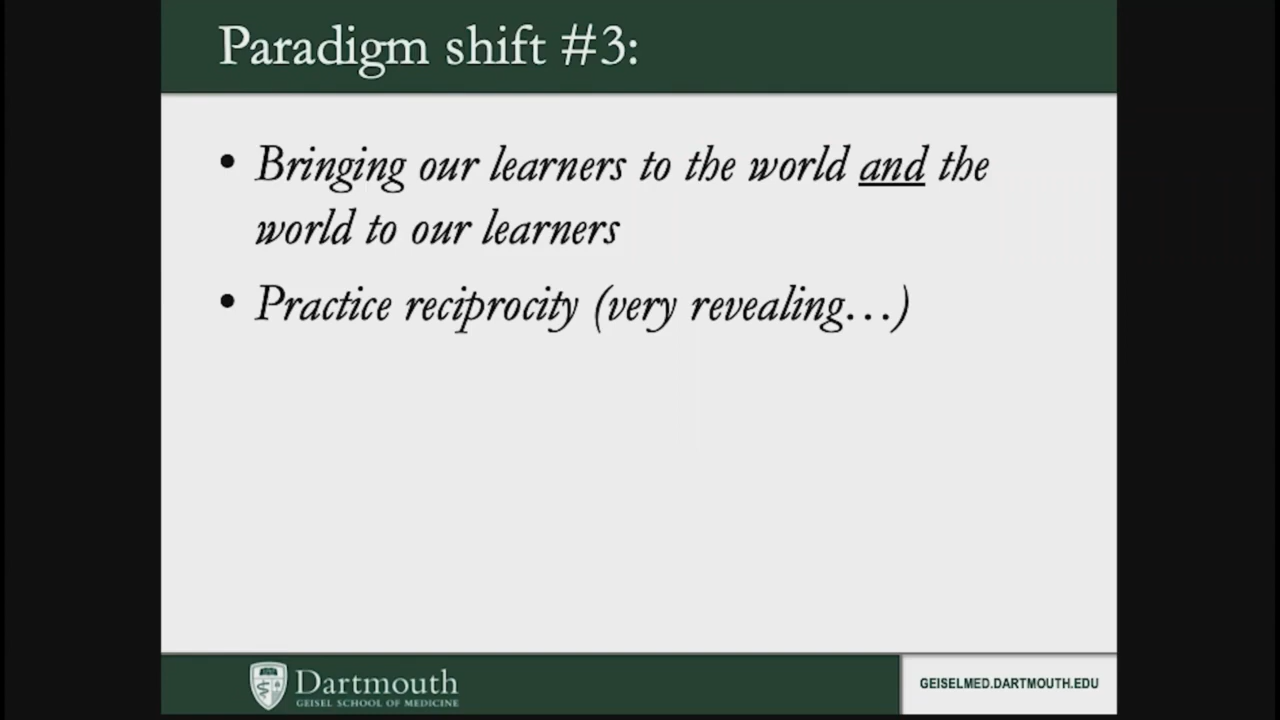 Paradigm shift #3:
• Bringing our learners to the world and the
world to our learners
• Practice reciprocity (very revealing...)
Dartmouth
GEISEL SCHOOL OF MEDICINE
GEISELMED.DARTMOUTH.EDU